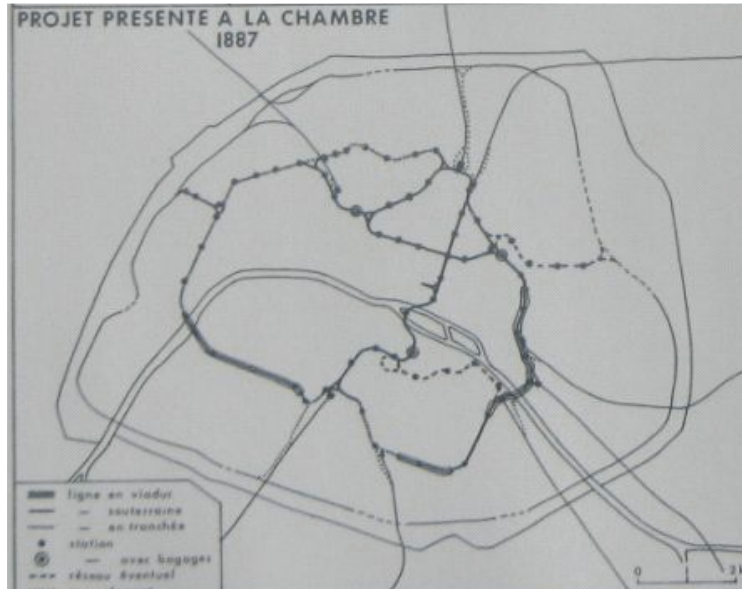 PROJET PRESENTE A LA CHAMBRE
1887
ligne en viaduc
— souterraine
— en tranchée
station
— avec bagages
réseau éventuel
0 2